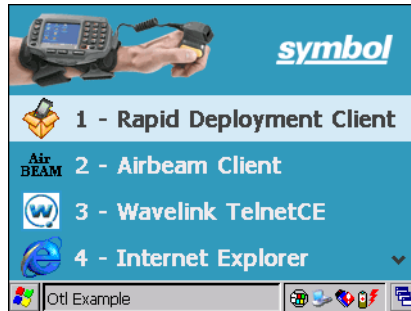 symbol
1 - Rapid Deployment Client
Air
BEAM
2 - Airbeam Client
W
3 - Wavelink TelnetCE
4 - Internet Explorer
Otl Example